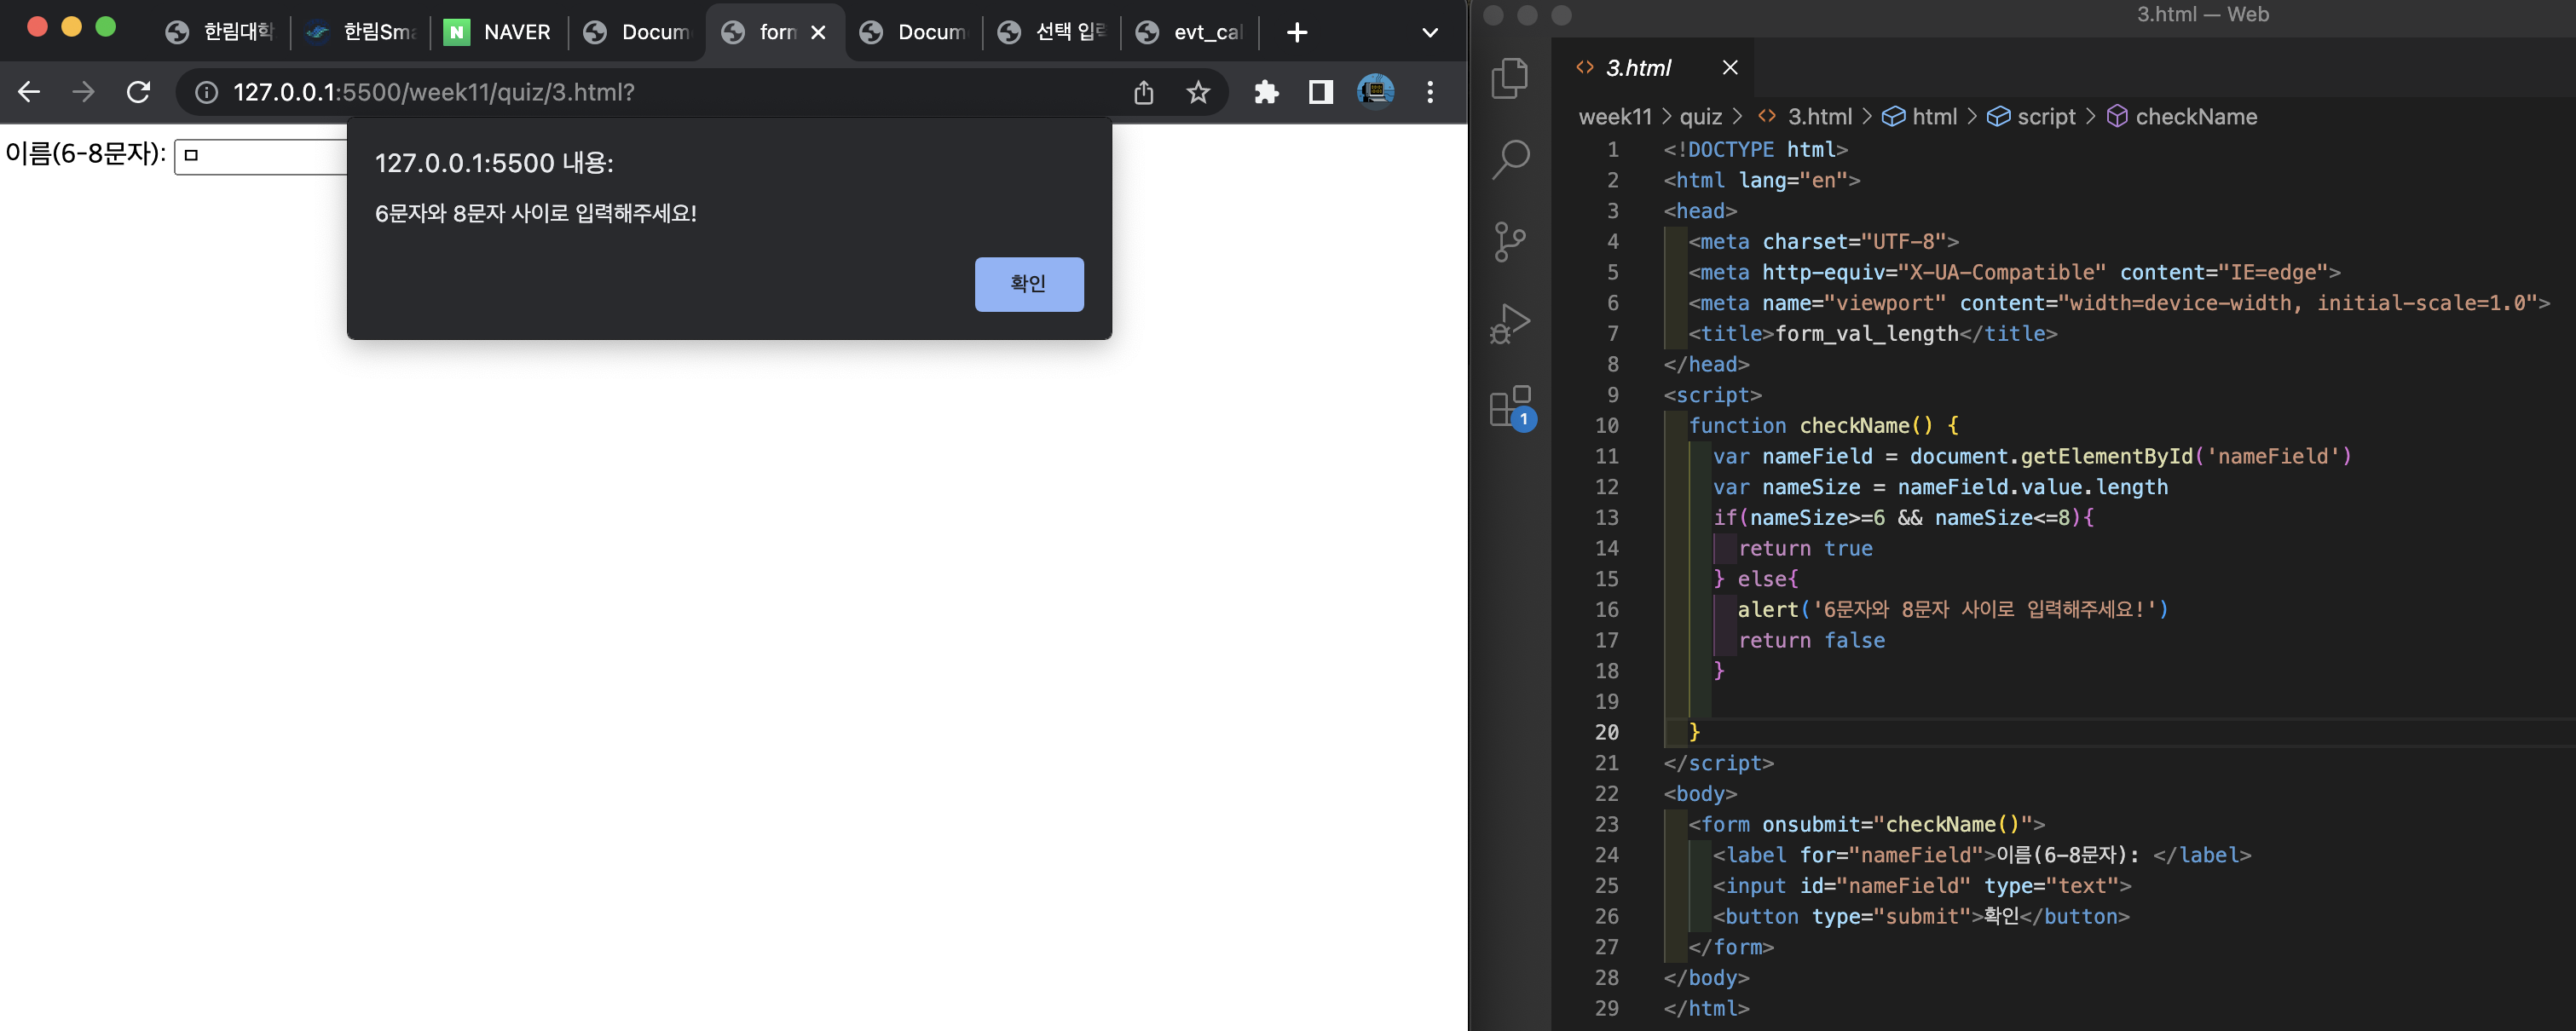 한림대학
한림Sma
NAVER
Docum
form
Docum
선택 입력
evt_cal
127.0.0.1:5500/week11/quiz/3.html?
이름(6-8문자): ㅁ
127.0.0.1:5500 내용:
6문자와 8문자 사이로 입력해주세요!
확인
3.html — Web
3.html
week11 > quiz > <> 3.html > html > script > checkName
1 <!DOCTYPE html>
2 <html lang="en">
3 <head>
4 <meta charset="UTF-8">
5 <meta http-equiv="X-UA-Compatible" content="IE=edge">
6 <meta name="viewport" content="width=device-width, initial-scale=1.0">
7 <title>form_val_length</title>
8 </head>
9 <script>
10 function checkName() {
11 var nameField = document.getElementById('nameField')
12 var nameSize = nameField.value.length
13 if(nameSize>=6 && nameSize<=8){
14 return true
15 } else{
16 alert('6문자와 8문자 사이로 입력해주세요!')
17 return false
18 }
19
20 }
21 </script>
22 <body>
23 <form onsubmit="checkName()">
24 <label for="nameField">이름(6-8문자): </label>
25 <input id="nameField" type="text">
26 <button type="submit">확인</button>
27 </form>
28 </body>
29 </html>
1